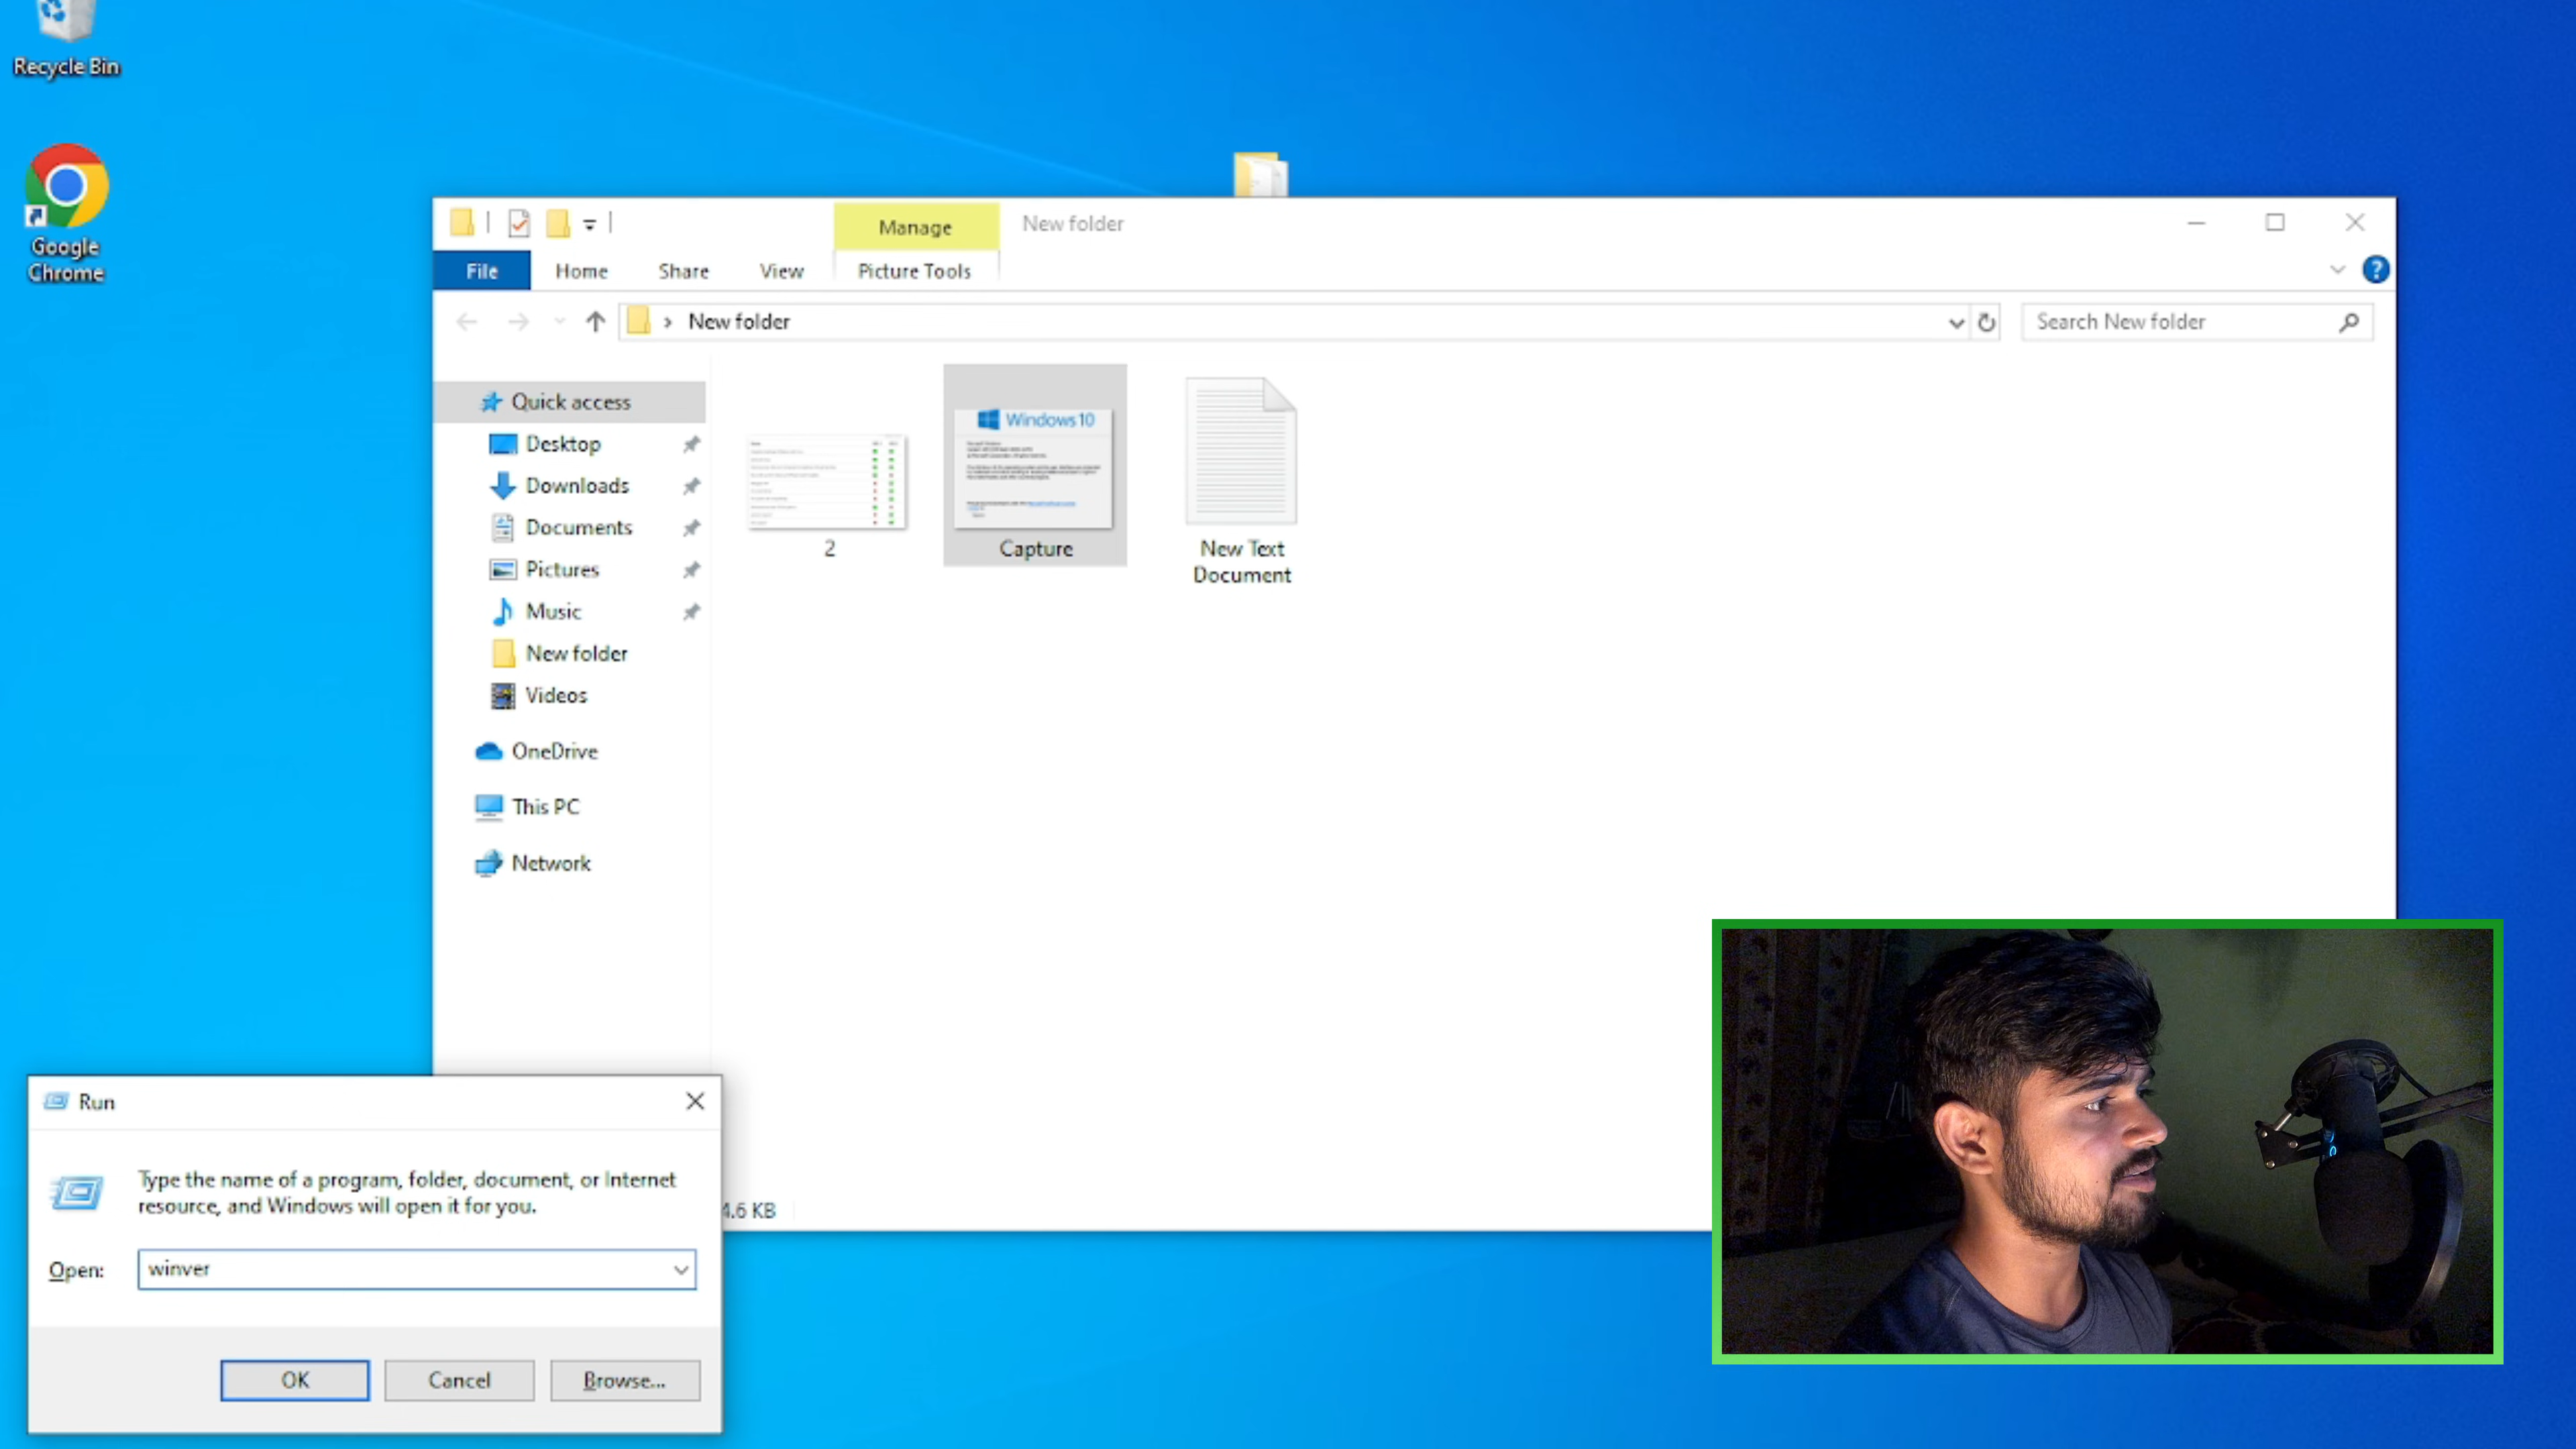 Recycle Bin
Google
Chrome
Manage
New folder
File
Home
Share
View
Picture Tools
New folder
Search New folder
Quick access
Desktop
Downloads
Documents
Pictures
Music
New folder
Videos
OneDrive
This PC
Network
2
Windows 10
Capture
New Text
Document
4.6 KB
Run
Type the name of a program, folder, document, or Internet
resource, and Windows will open it for you.
Open:
winver
OK
Cancel
Browse...